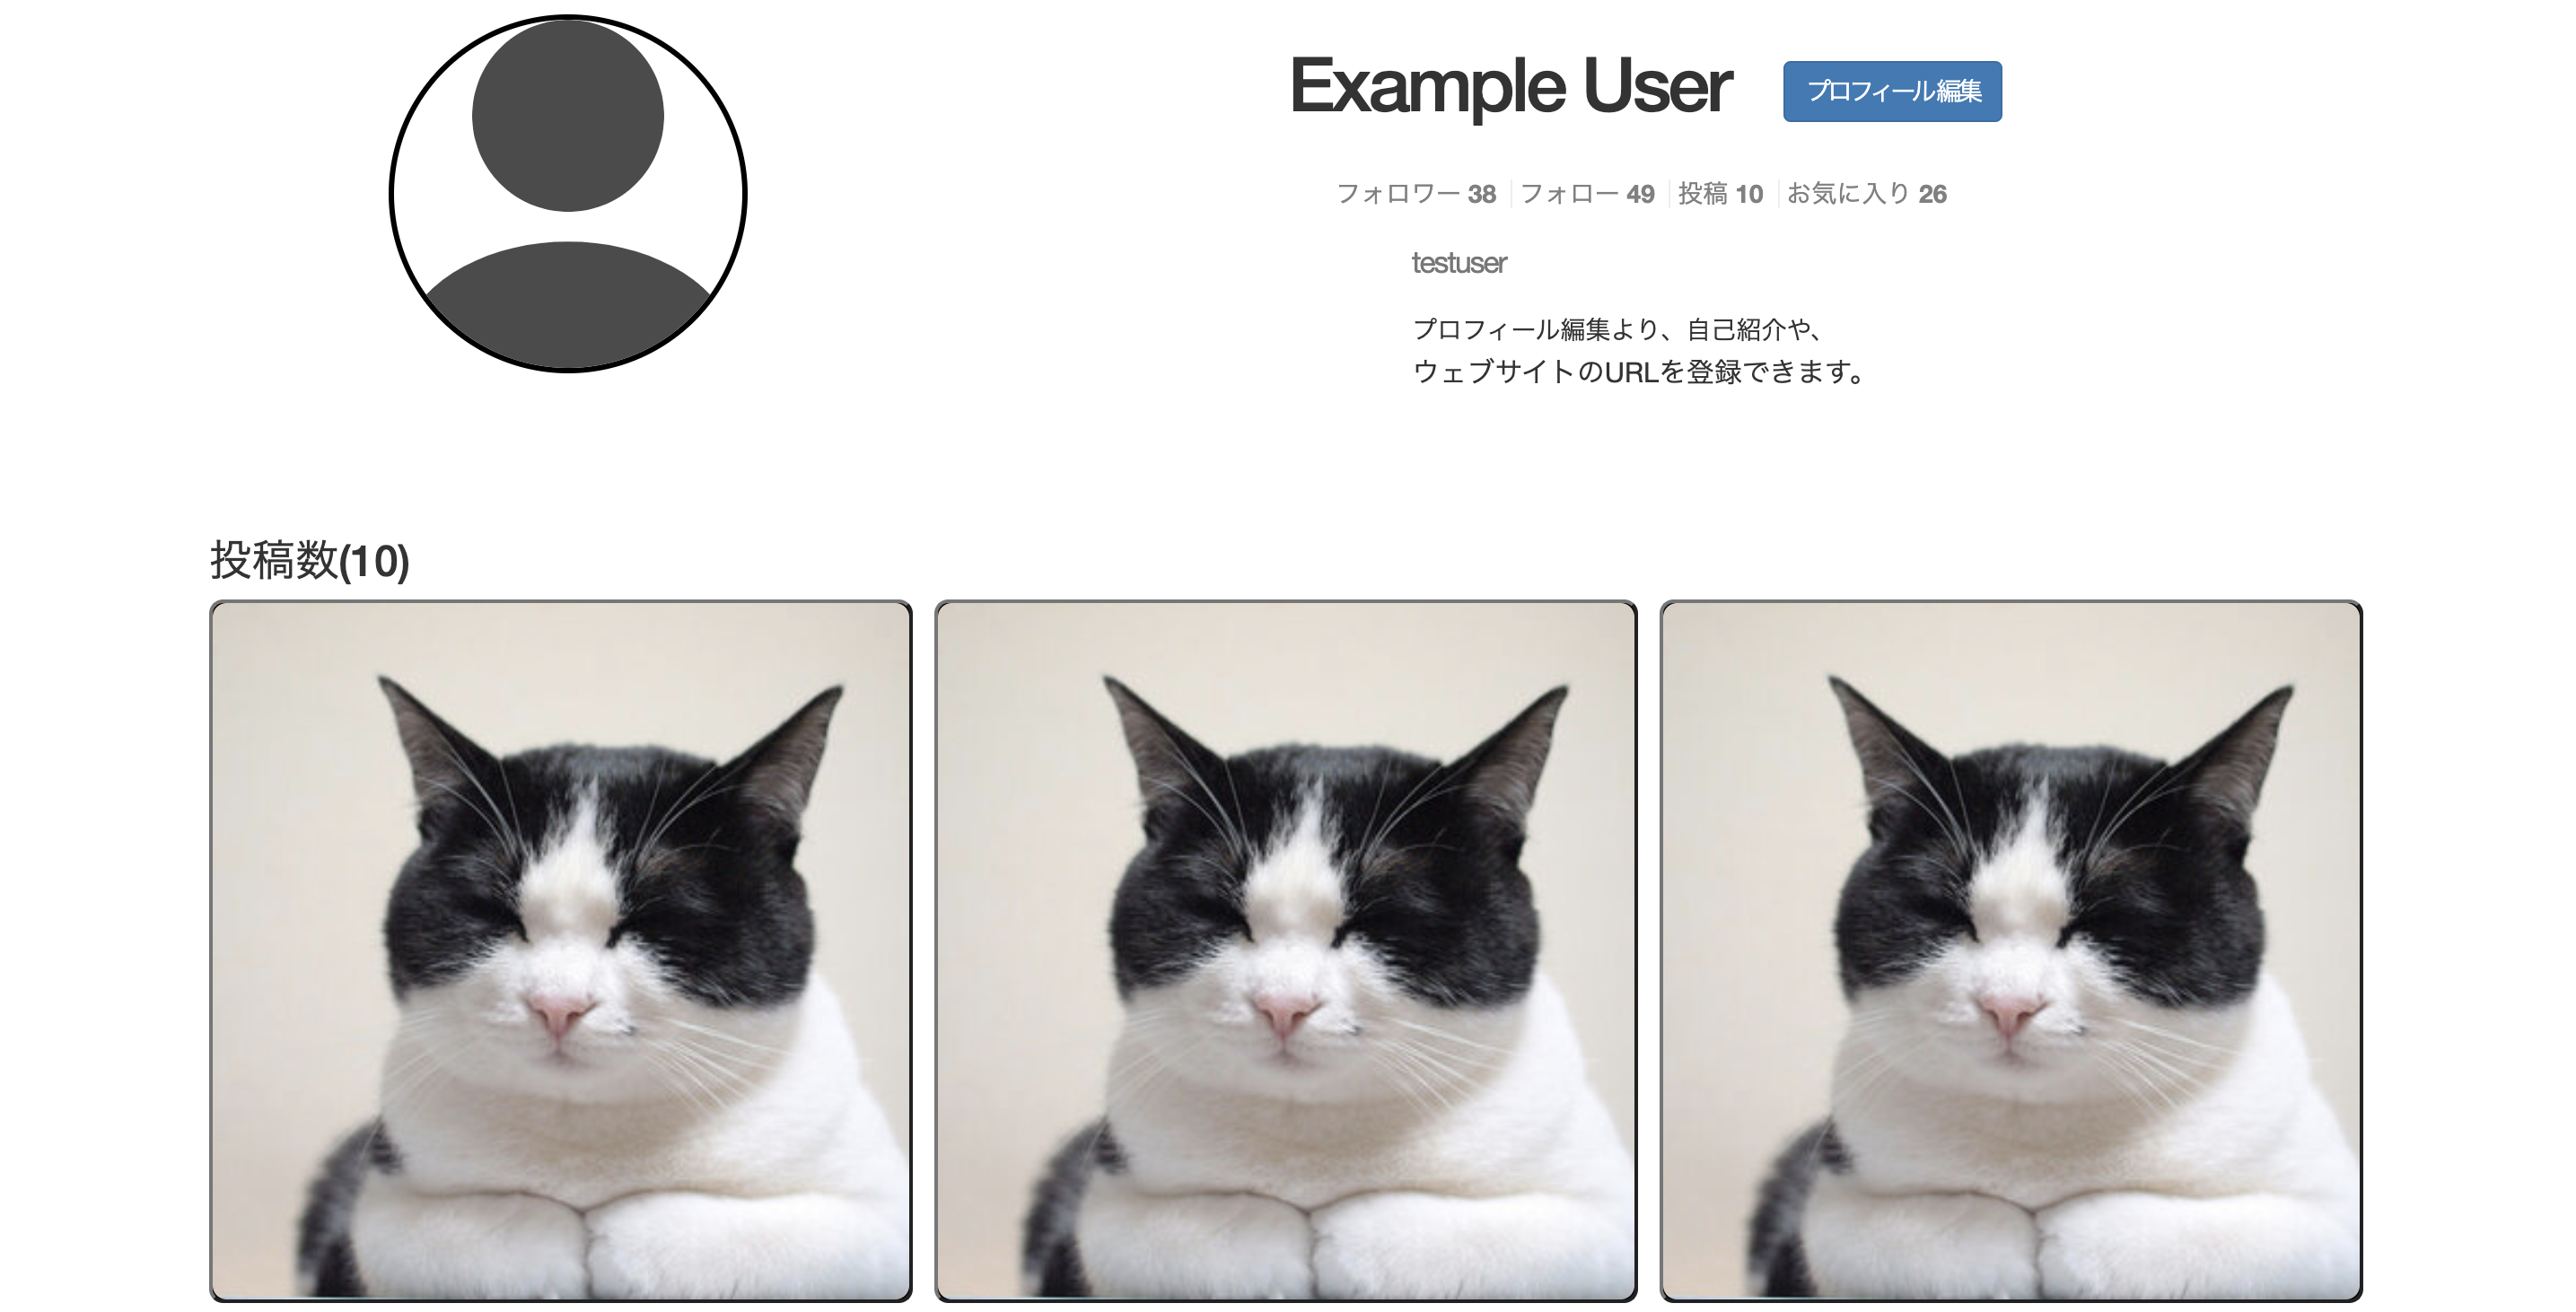 Example User プロフィール編集
フォロワー 38 フォロー 49 投稿 10 お気に入り 26
testuser
プロフィール編集より、自己紹介や、
ウェブサイトのURLを登録できます。
投稿数(10)